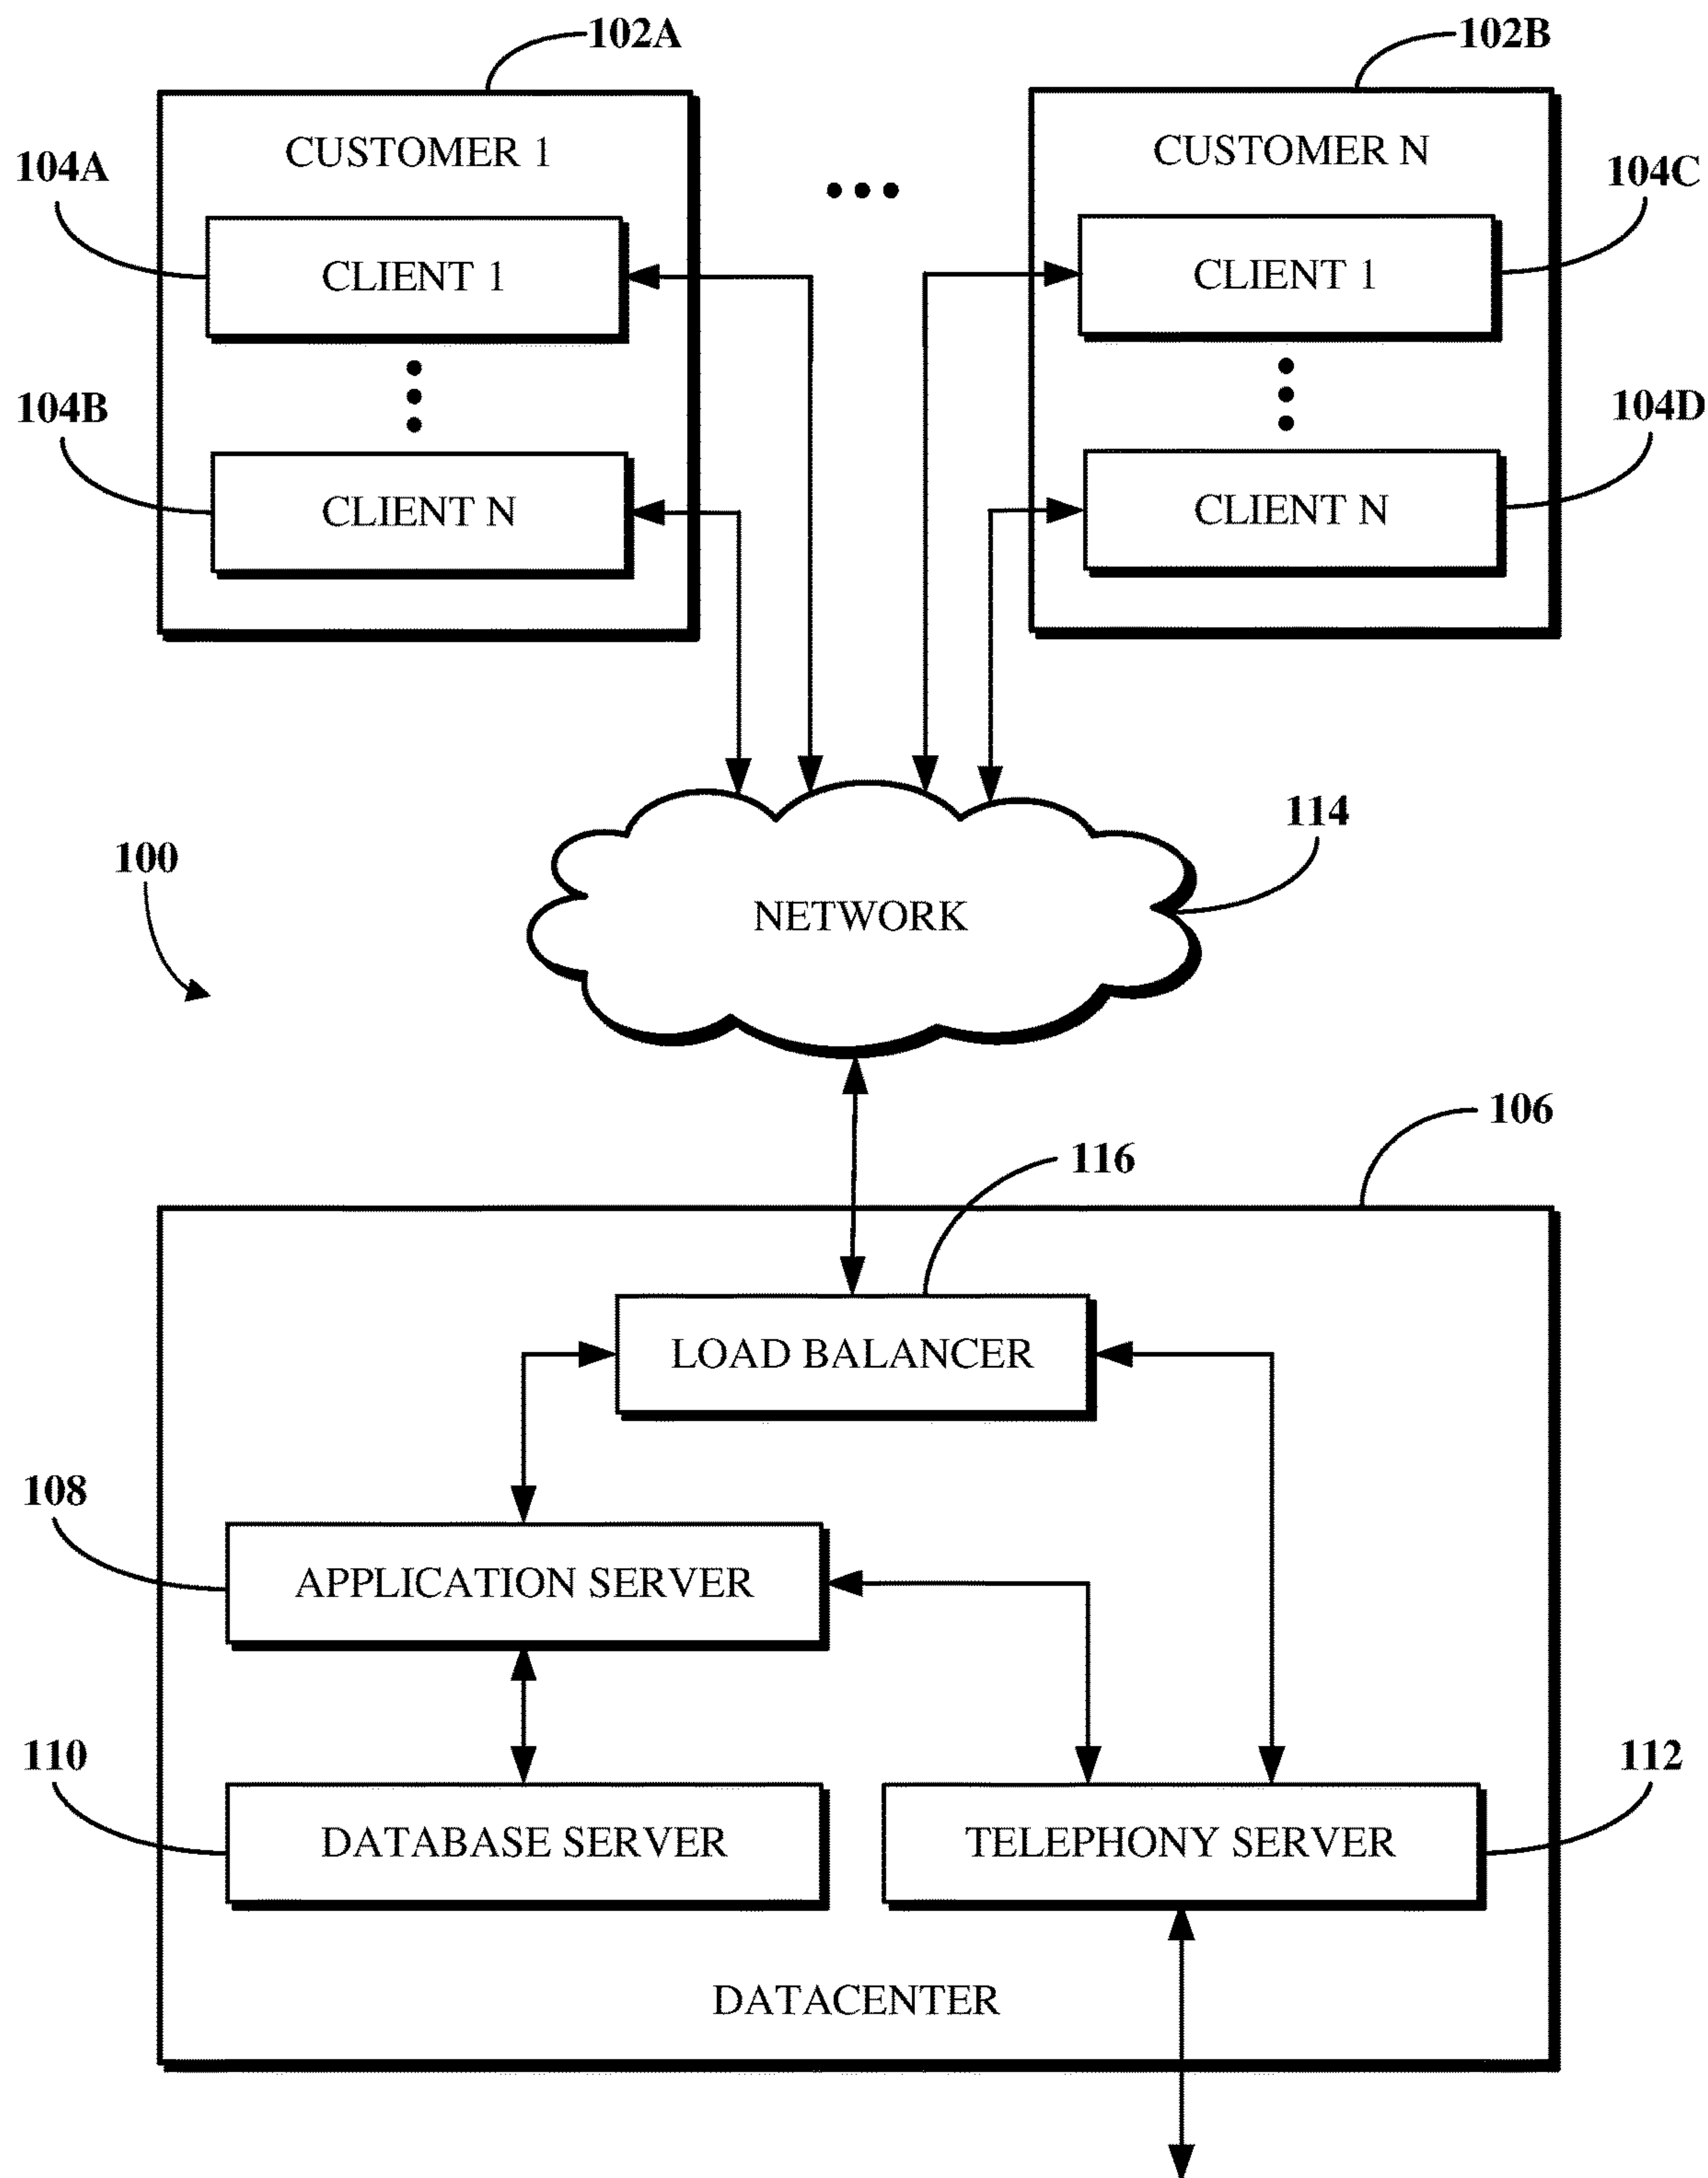 102A
102B
CUSTOMER 1
CUSTOMER N
104A
104C
CLIENT 1
CLIENT 1
104B
104D
CLIENT N
CLIENT N
114
100
NETWORK
106
116
LOAD BALANCER
108
APPLICATION SERVER
110
112
DATABASE SERVER
TELEPHONY SERVER
DATACENTER